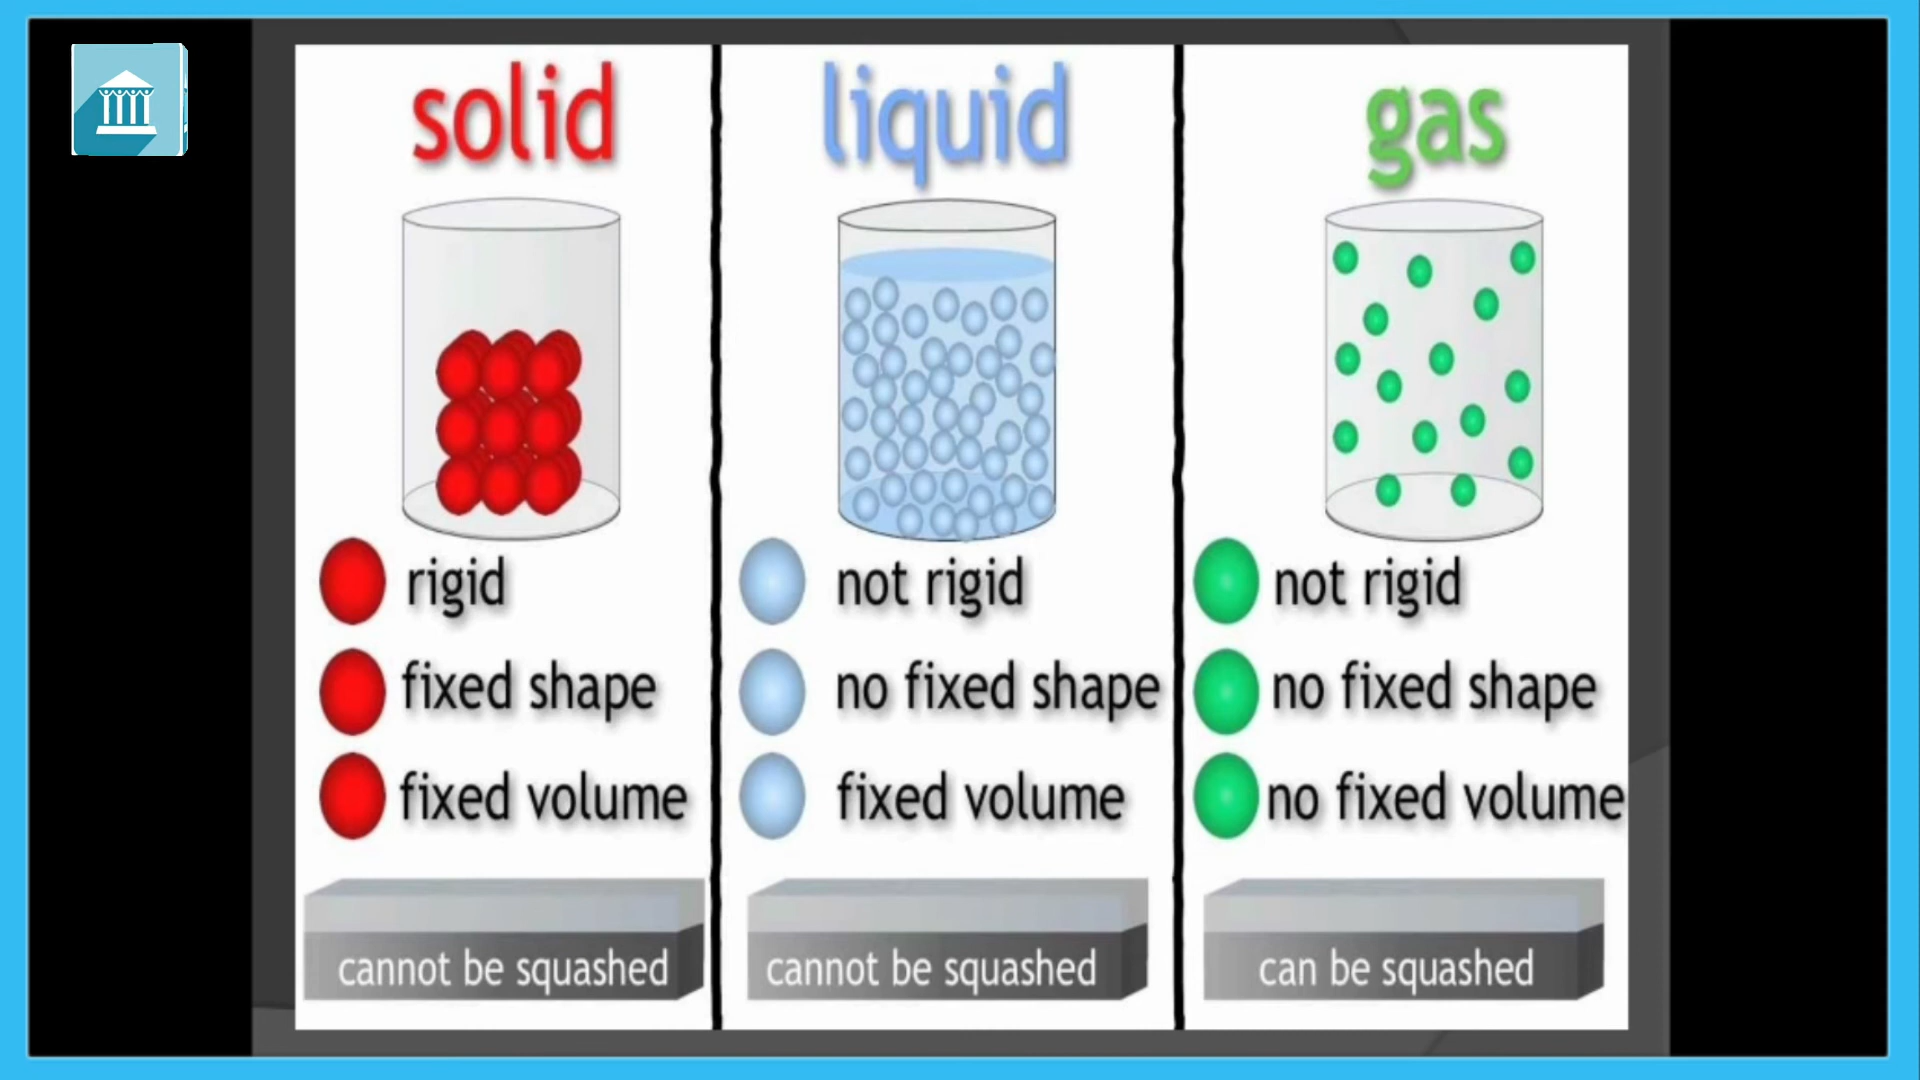 solid
rigid
fixed shape
fixed volume
cannot be squashed
liquid
not rigid
no fixed shape
fixed volume
cannot be squashed
gas
not rigid
no fixed shape
no fixed volume
can be squashed